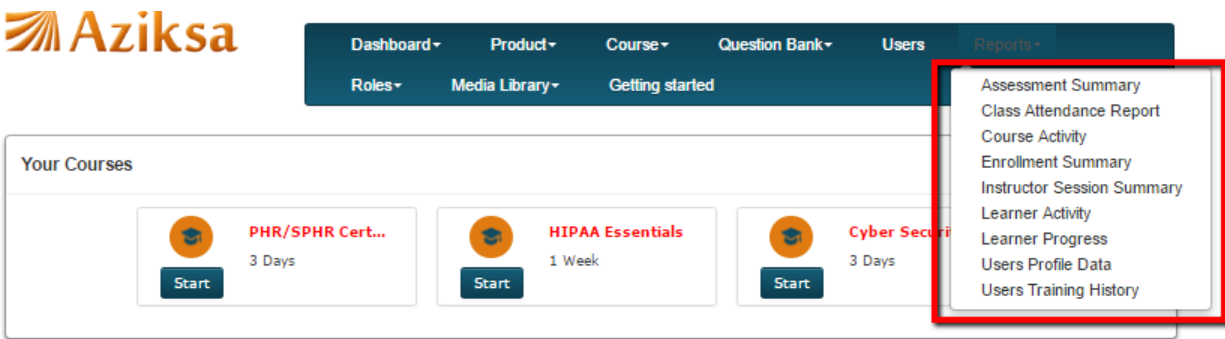 Aziksa
Dashboard Product Course Question Bank Users Reports
Roles Media Library Getting started
Assessment Summary
Class Attendance Report
Course Activity
Enrollment Summary
Instructor Session Summary
Learner Activity
Learner Progress
Users Profile Data
Users Training History
Your Courses
PHR/SPHR Cert...
3 Days
Start
HIPAA Essentials
1 Week
Start
Cyber Securi
3 Days
Start